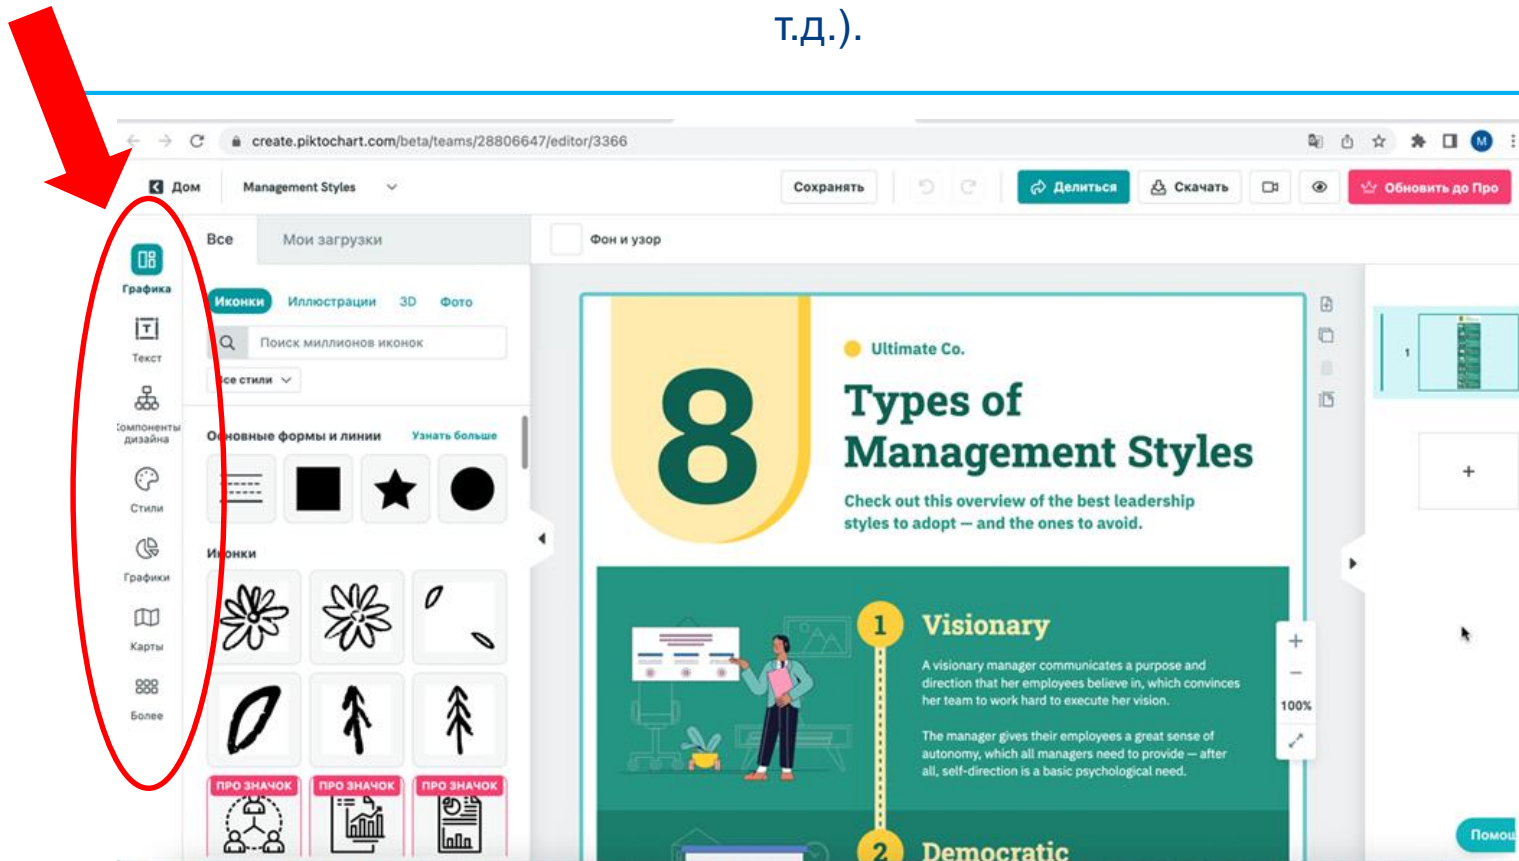 т.д.).
create.piktochart.com/beta/teams/28806647/editor/3366
M
Дом
Management Styles
Сохранять
Делиться
Скачать
Обновить до Про
Все
Мои загрузки
Фон и узор
Графика
Текст
дизайна
Стили
Графики
Карты
Более
Иконки
Иллюстрации
3D
Фото
Поиск миллионов иконок
стили
Основные формы и линии
Узнать больше
Иконки
ПРО ЗНАЧОК
ПРО ЗНАЧОК
ПРО ЗНАЧОК
8
Ultimate Co.
Types of
Management Styles
Check out this overview of the best leadership
styles to adopt — and the ones to avoid.
1
Visionary
A visionary manager communicates a purpose and
direction that her employees believe in, which convinces
her team to work hard to execute her vision.
The manager gives their employees a great sense of
autonomy, which all managers need to provide — after
all, self-direction is a basic psychological need.
2
Democratic
+
−
100%
1
+